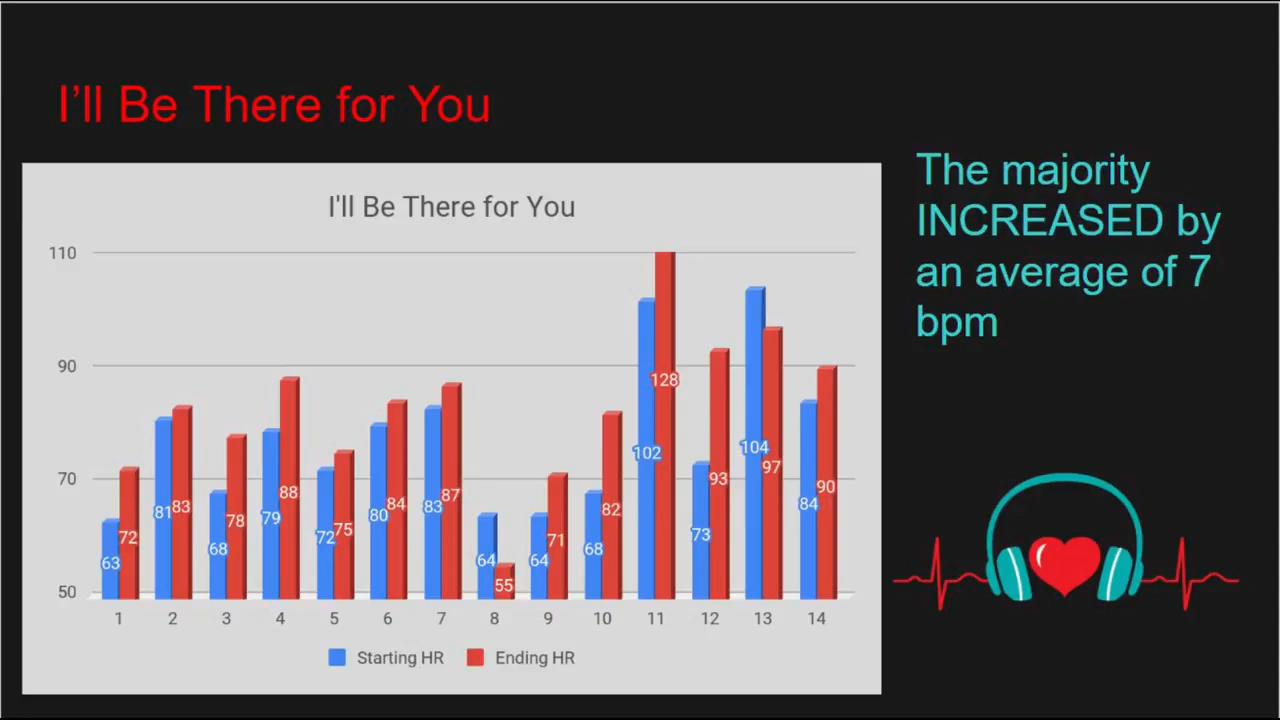 I’ll Be There for You
The majority
INCREASED by
an average of 7
bpm
I'll Be There for You
110
90
70
50
63 72 81 83 68 78 79 88 72 75 80 84 83 87 64 55 64 71 68 82 102 128 73 93 104 97 84 90
1 2 3 4 5 6 7 8 9 10 11 12 13 14
Starting HR Ending HR